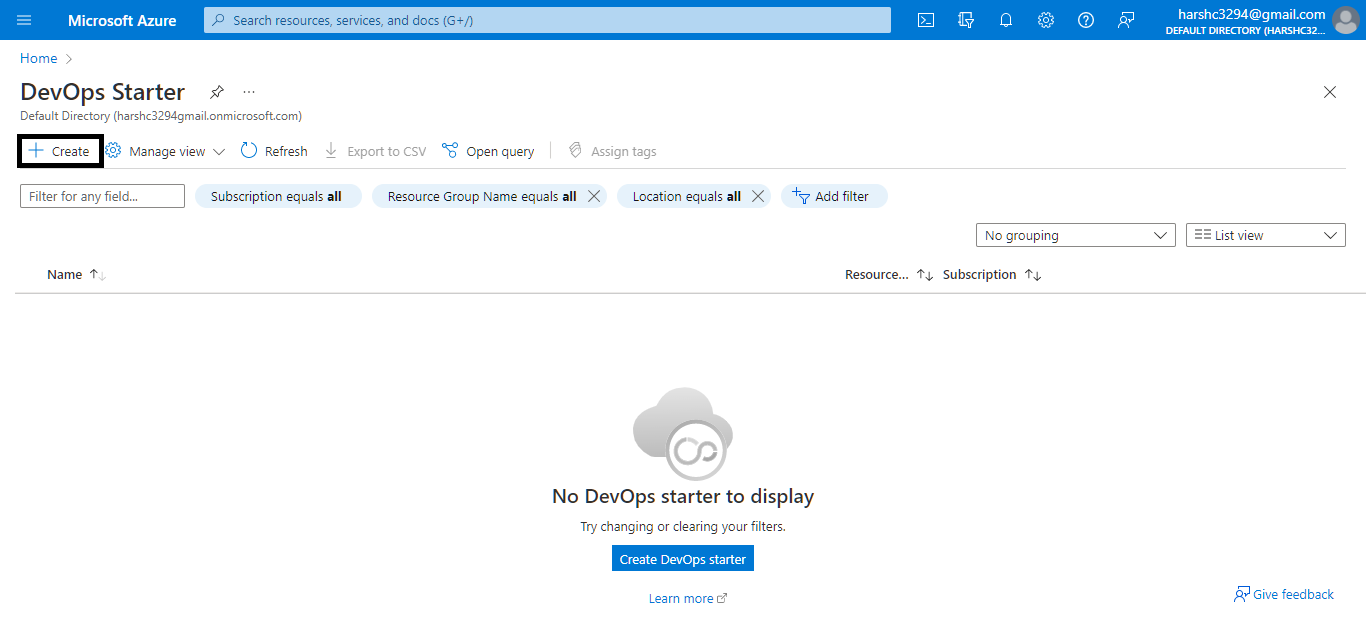 Microsoft Azure
Search resources, services, and docs (G+/)
harshc3294@gmail.com
DEFAULT DIRECTORY (HARSHC32...
Home
DevOps Starter
...
Default Directory (harshc3294gmail.onmicrosoft.com)
Create Manage view Refresh Export to CSV Open query Assign tags
Filter for any field... Subscription equals all Resource Group Name equals all Location equals all Add filter
No grouping List view
Name Resource... Subscription
No DevOps starter to display
Try changing or clearing your filters.
Create DevOps starter
Learn more
Give feedback